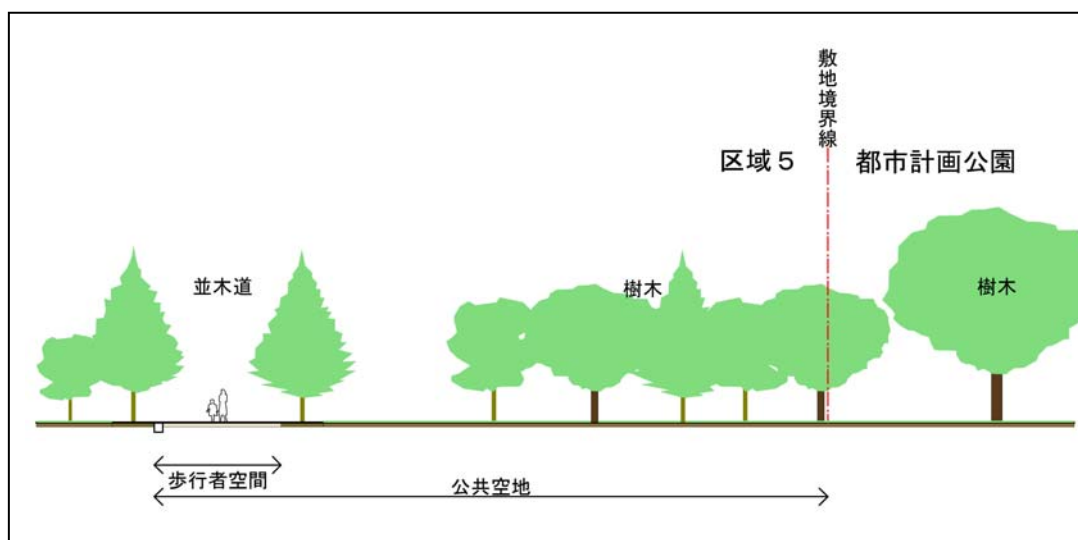 敷地境界線
区域５
都市計画公園
並木道
樹木
樹木
歩行者空間
公共空地